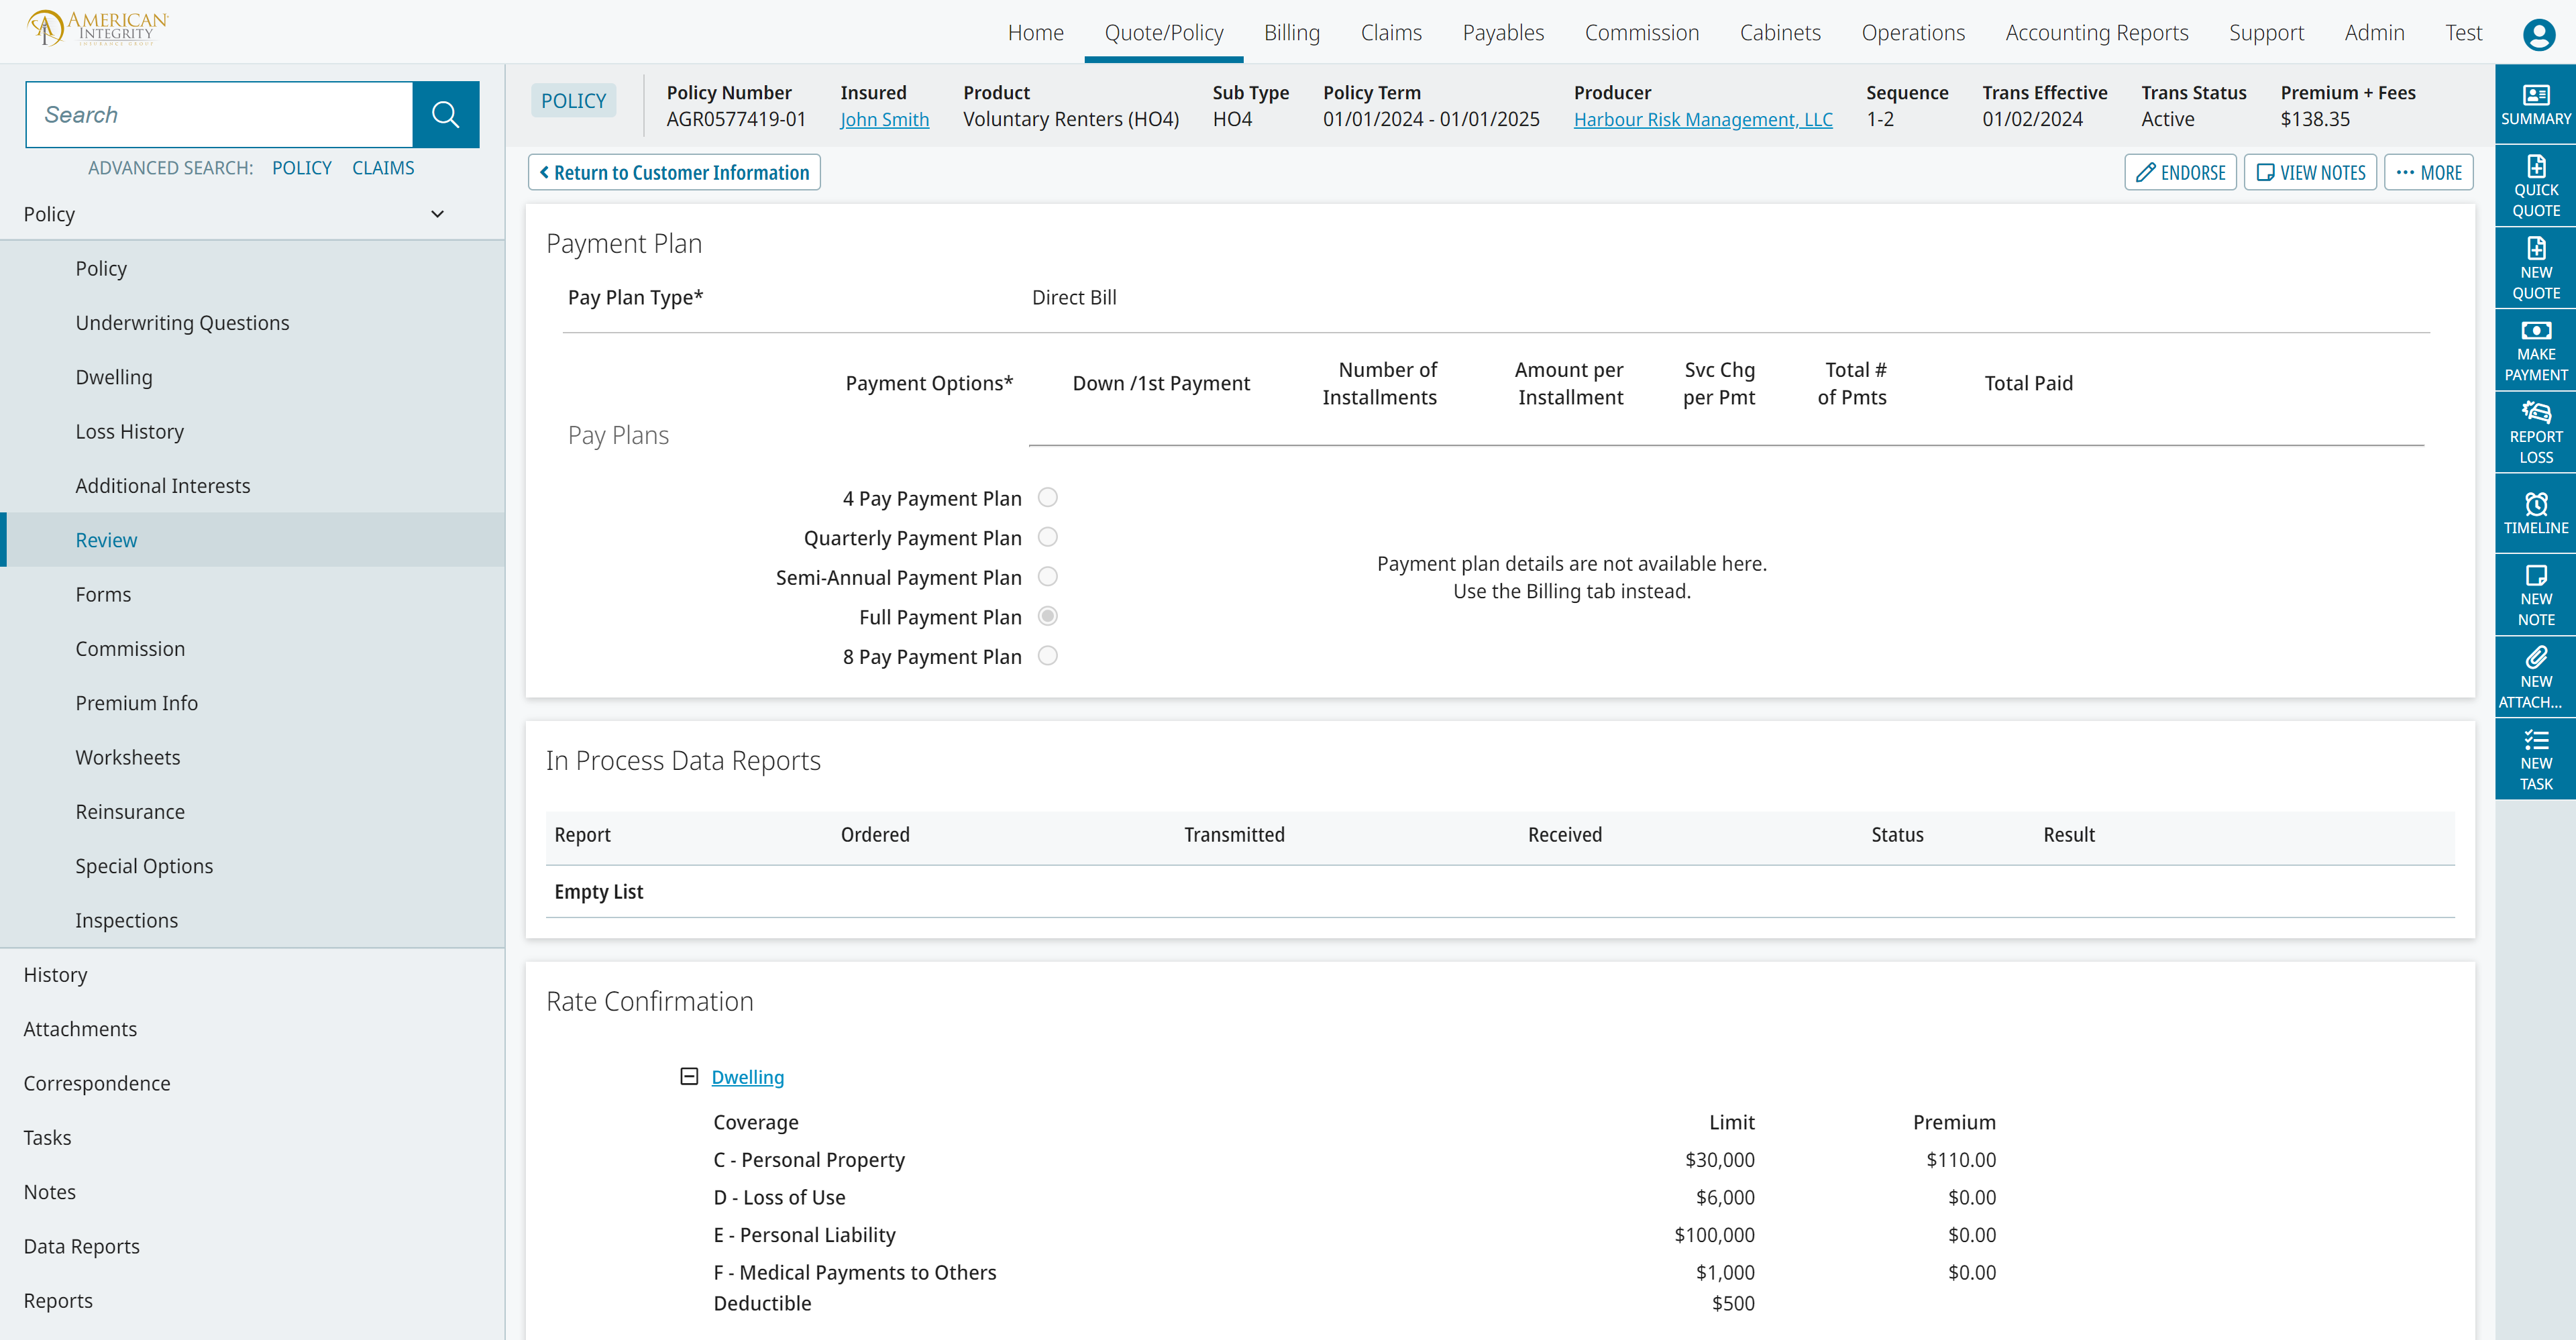 AMERICAN
INTEGRITY
INSURANCE GROUP
Home Quote/Policy Billing Claims Payables Commission Cabinets Operations Accounting Reports Support Admin Test
Search
ADVANCED SEARCH: POLICY CLAIMS
Policy
Policy
Underwriting Questions
Dwelling
Loss History
Additional Interests
Review
Forms
Commission
Premium Info
Worksheets
Reinsurance
Special Options
Inspections
History
Attachments
Correspondence
Tasks
Notes
Data Reports
Reports
POLICY
Policy Number Insured Product Sub Type Policy Term Producer Sequence Trans Effective Trans Status Premium + Fees
AGR0577419-01 John Smith Voluntary Renters (HO4) HO4 01/01/2024 - 01/01/2025 Harbour Risk Management, LLC 1-2 01/02/2024 Active $138.35
Return to Customer Information
ENDORSE VIEW NOTES MORE
Payment Plan
Pay Plan Type* Direct Bill
Payment Options* Down /1st Payment Number of Installments Amount per Installment Svc Chg per Pmt Total # of Pmts Total Paid
Pay Plans
4 Pay Payment Plan
Quarterly Payment Plan
Semi-Annual Payment Plan
Full Payment Plan
8 Pay Payment Plan
Payment plan details are not available here.
Use the Billing tab instead.
In Process Data Reports
Report Ordered Transmitted Received Status Result
Empty List
Rate Confirmation
Dwelling
Coverage Limit Premium
C - Personal Property $30,000 $110.00
D - Loss of Use $6,000 $0.00
E - Personal Liability $100,000 $0.00
F - Medical Payments to Others $1,000 $0.00
Deductible $500
SUMMARY
QUICK
QUOTE
NEW
QUOTE
MAKE
PAYMENT
REPORT
LOSS
TIMELINE
NEW
NOTE
NEW
ATTACH...
NEW
TASK